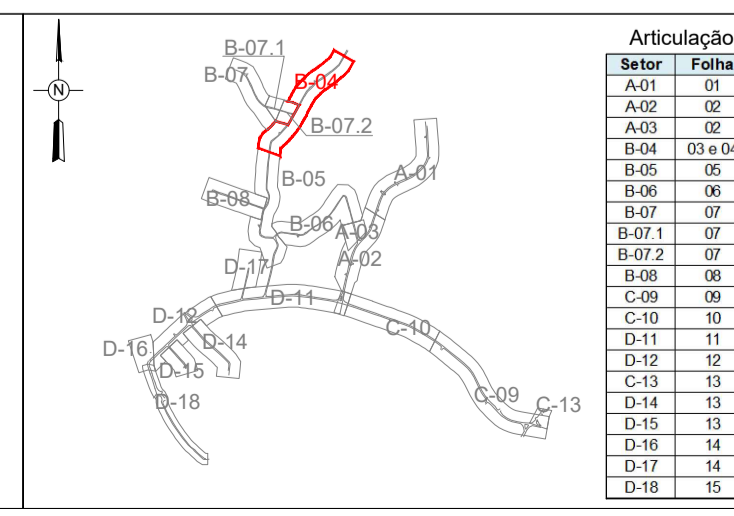 N
B-07.1
B-07
B-04
B-07.2
A-01
B-05
B-08
B-06
A-03
A-02
D-17
D-11
D-12
C-10
D-14
D-16
D-15
C-09
D-18
C-13
Articulação
Setor Folha
A-01 01
A-02 02
A-03 02
B-04 03 e 04
B-05 05
B-06 06
B-07 07
B-07.1 07
B-07.2 07
B-08 08
C-09 09
C-10 10
D-11 11
D-12 12
C-13 13
D-14 13
D-15 13
D-16 14
D-17 14
D-18 15